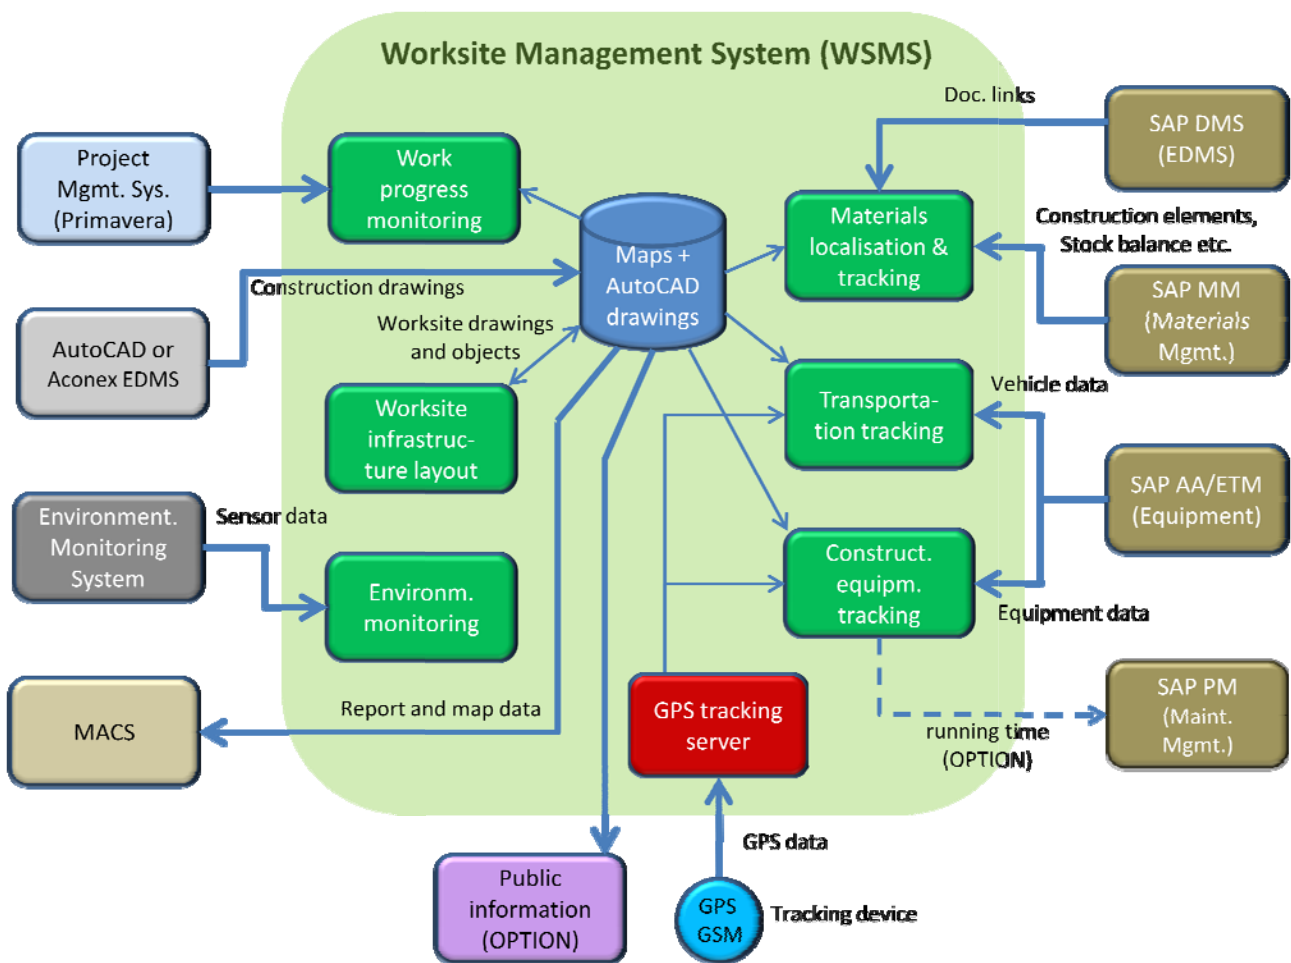 Worksite Management System (WSMS)
Doc. links
SAP DMS
(EDMS)
Project
Mgmt. Sys.
(Primavera)
Work
progress
monitoring
Materials
localisation &
tracking
Construction elements,
Stock balance etc.
Maps +
AutoCAD
drawings
Construction drawings
SAP MM
(Materials
Mgmt.)
AutoCAD or
Aconex EDMS
Worksite drawings
and objects
Vehicle data
Transporta-
tion tracking
Worksite
infrastruc-
ture layout
SAP AA/ETM
(Equipment)
Environment.
Monitoring
System
Sensor data
Construct.
equipm.
tracking
Environm.
monitoring
Equipment data
SAP PM
(Maint.
Mgmt.)
MACS
Report and map data
GPS tracking
server
running time
(OPTION)
GPS data
Public
information
(OPTION)
GPS
GSM
Tracking device